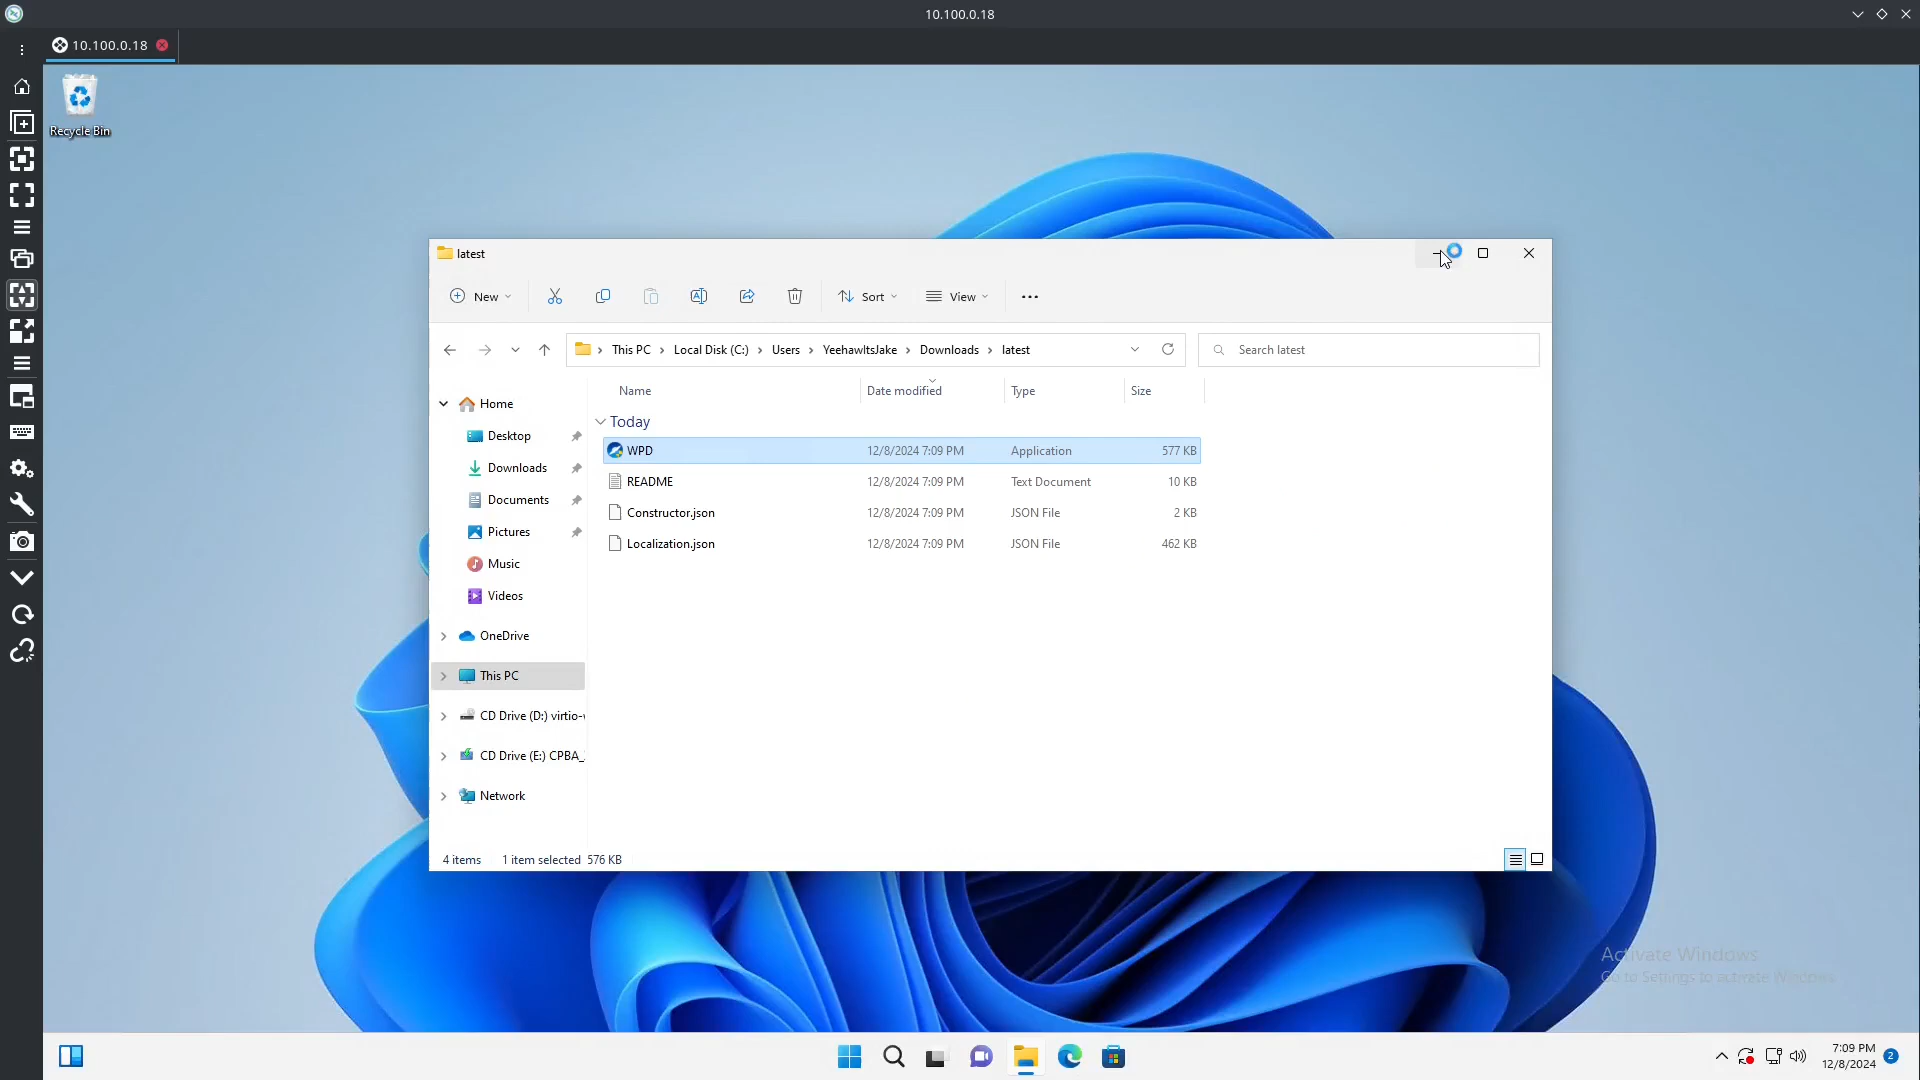 10.100.0.18
10.100.0.18
Recycle Bin
latest
New
Sort
View
This PC
Local Disk (C:)
Users
YeehawItsJake
Downloads
latest
Search latest
Name
Date modified
Type
Size
Home
Desktop
Downloads
Documents
Pictures
Music
Videos
OneDrive
This PC
CD Drive (D:) virtio-
CD Drive (E:) CPBA_
Network
Today
WPD 12/8/2024 7:09 PM Application 577 KB
README 12/8/2024 7:09 PM Text Document 10 KB
Constructor.json 12/8/2024 7:09 PM JSON File 2 KB
Localization.json 12/8/2024 7:09 PM JSON File 462 KB
4 items 1 item selected 576 KB
Activate Windows
Go to Settings to activate Windows.
7:09 PM
12/8/2024
2